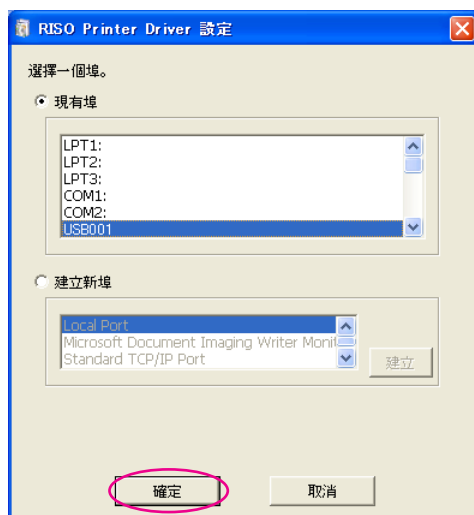 RISO Printer Driver 設定
選擇一個埠。
現有埠
LPT1:
LPT2:
LPT3:
COM1:
COM2:
USB001
建立新埠
Local Port
Microsoft Document Imaging Writer Monit
Standard TCP/IP Port
建立
確定
取消